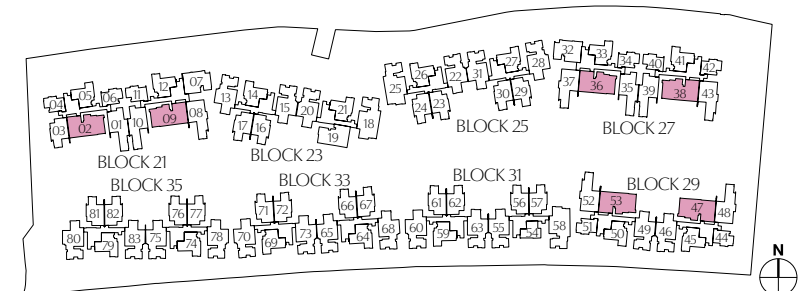 04 05 06 11 12 07
03 02 01 10 09 08
BLOCK 21
13 14 15 20 21 18
17 16 19
BLOCK 23
25 26 22 31 27 28
24 23 30 29
BLOCK 25
32 33 34 40 41 42
37 36 35 39 38 43
BLOCK 27
BLOCK 35
81 82 76 77
80 79 83 75 74 78
BLOCK 33
71 72 66 67
70 69 73 65 64 68
BLOCK 31
61 62 56 57
60 59 63 55 54 58
BLOCK 29
52 53 47 48
51 50 49 46 45 44
N